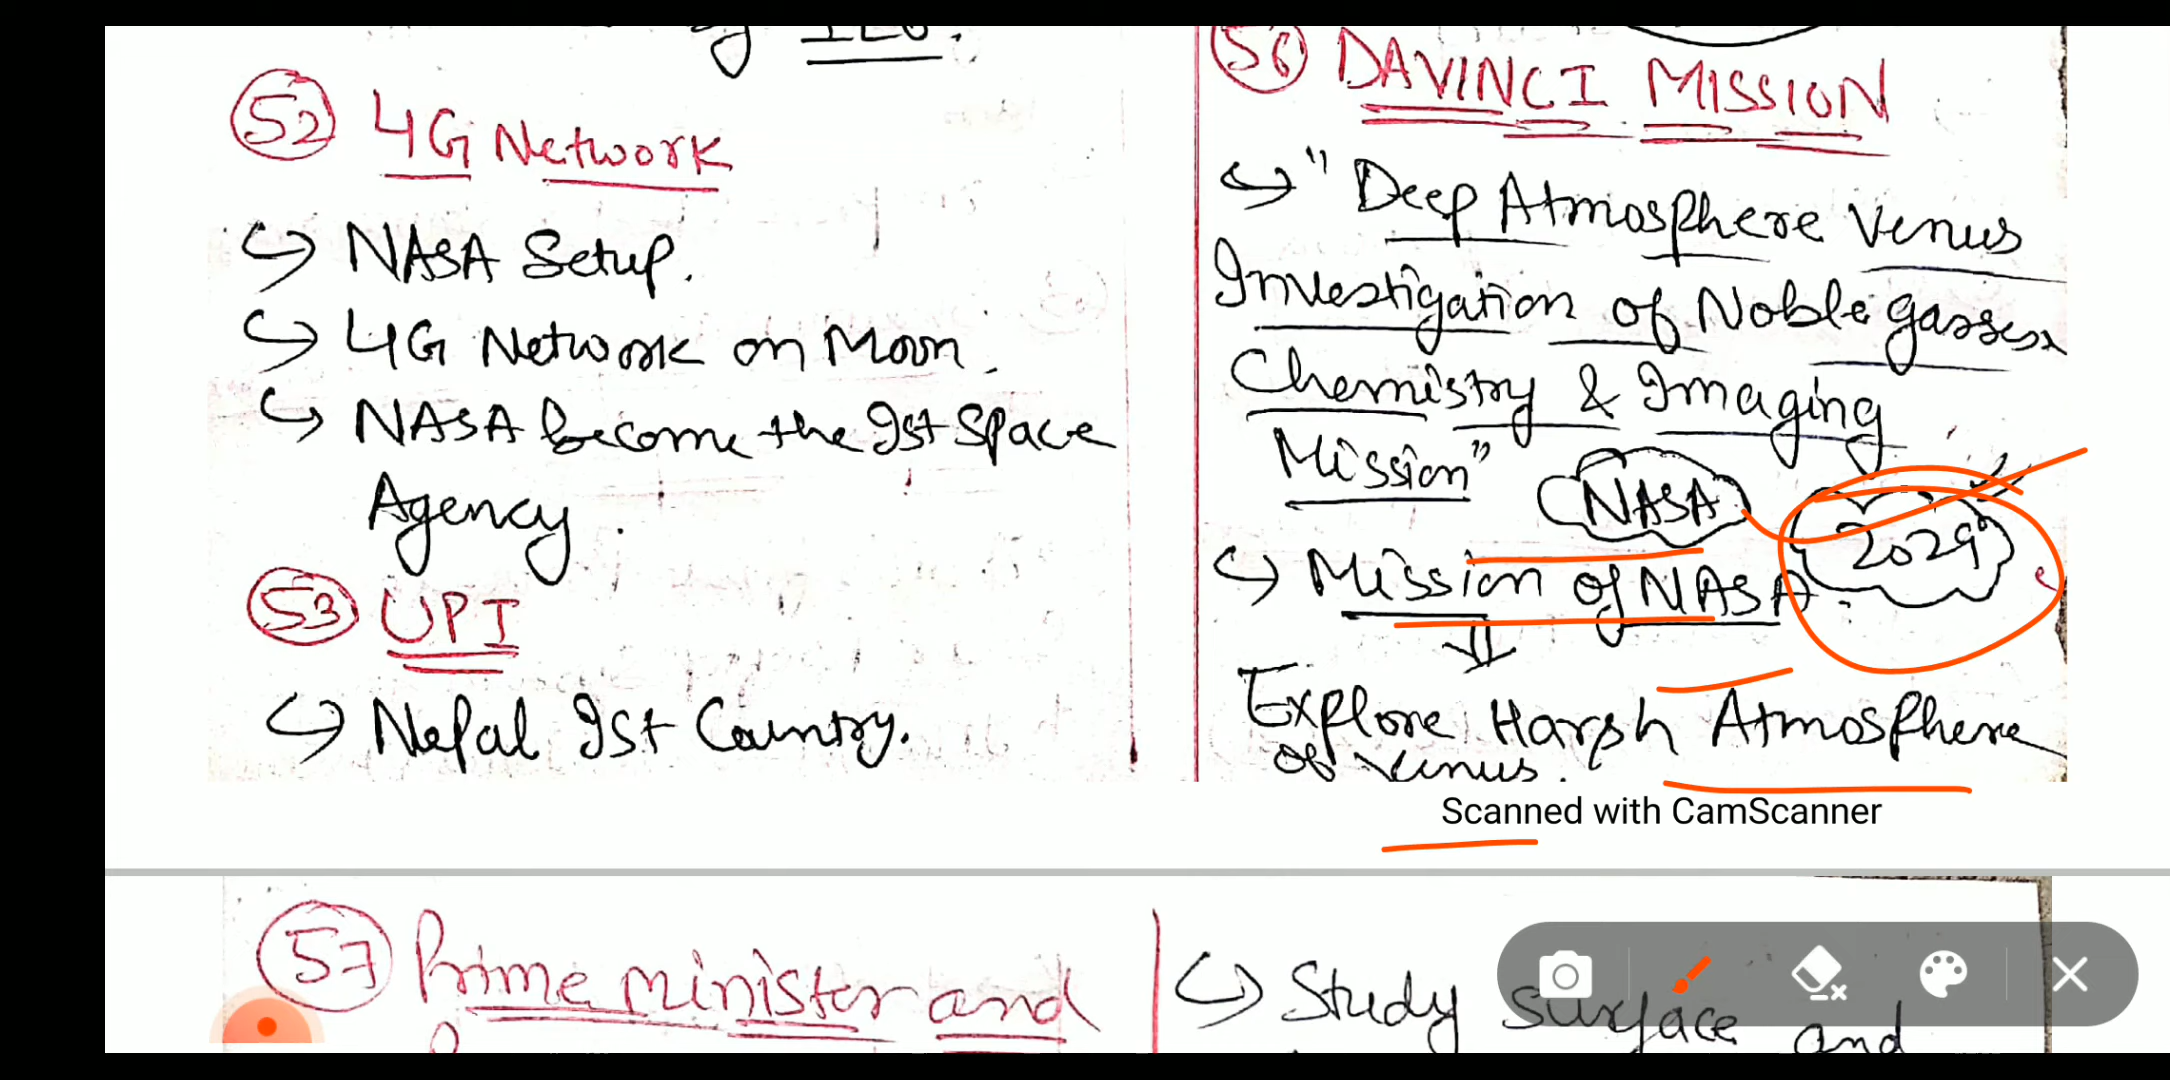 52 4G Network
↪ NASA Setup.
↪ 4G Network on Moon.
↪ NASA become the Ist Space
Agency.
53 UPI
↪ Nepal Ist Country.
56 DAVINCI MISSION
↪ "Deep Atmosphere Venus
Investigation of Noble gasses
Chemistry & Imaging
Mission"
NASA 2029
↪ Mission of NASA.
Explore Harsh Atmosphere
of Venus.
Scanned with CamScanner
57 Prime minister and
↪ Study surface and